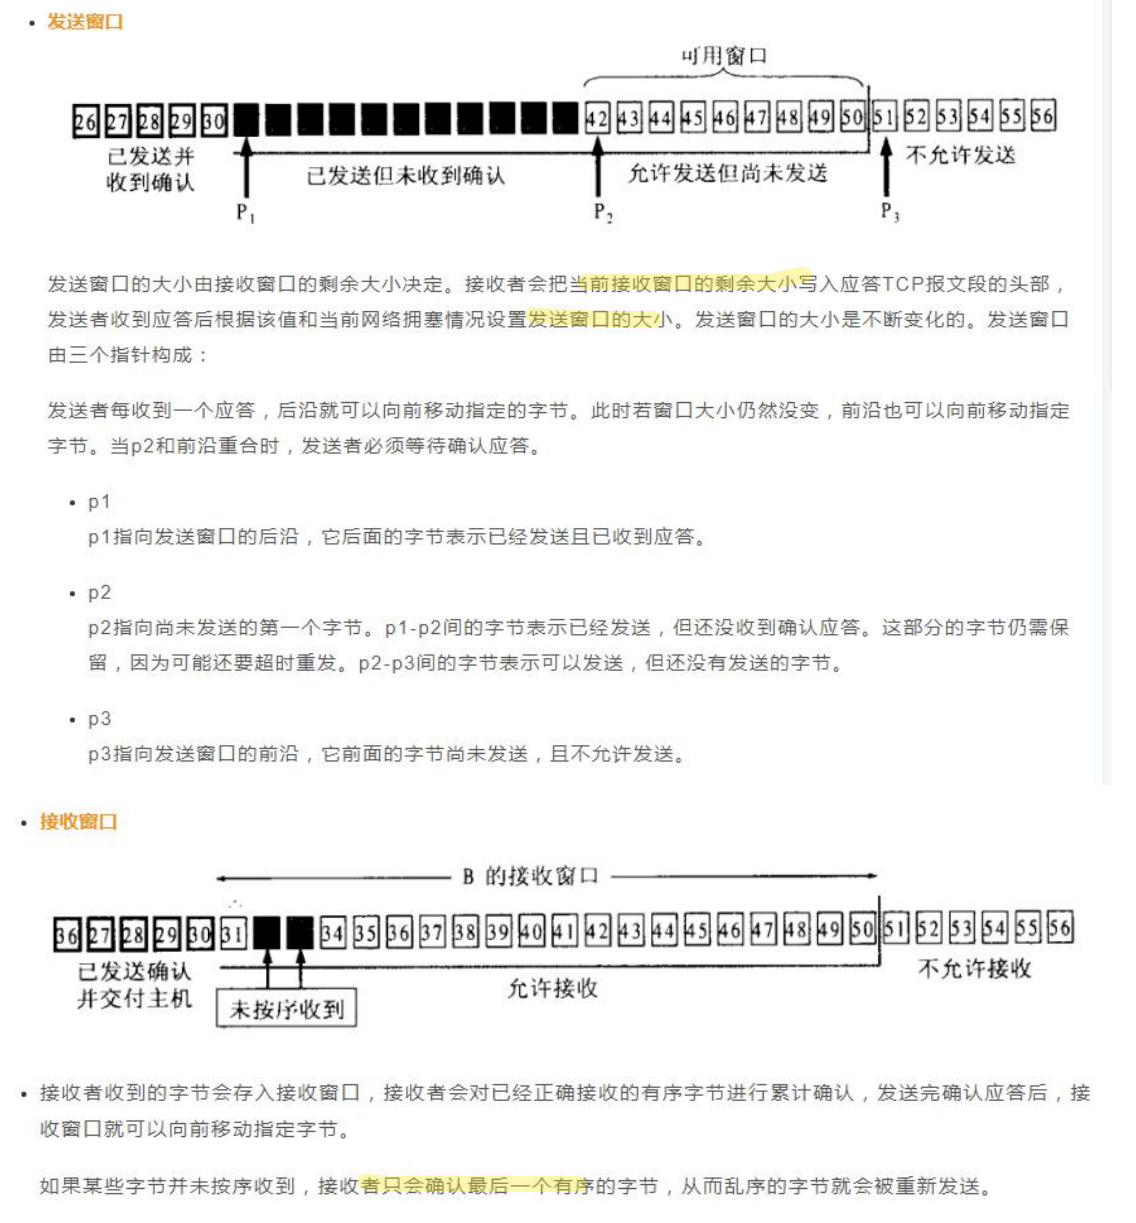 • 发送窗口
可用窗口
26 27 28 29 30 42 43 44 45 46 47 48 49 50 51 52 53 54 55 56
已发送并
收到确认
已发送但未收到确认
允许发送但尚未发送
不允许发送
P1
P2
P3
发送窗口的大小由接收窗口的剩余大小决定。接收者会把当前接收窗口的剩余大小写入应答TCP报文段的头部，
发送者收到应答后根据该值和当前网络拥塞情况设置发送窗口的大小。发送窗口的大小是不断变化的。发送窗口
由三个指针构成：
发送者每收到一个应答，后沿就可以向前移动指定的字节。此时若窗口大小仍然没变，前沿也可以向前移动指定
字节。当p2和前沿重合时，发送者必须等待确认应答。
• p1
p1指向发送窗口的后沿，它后面的字节表示已经发送且已收到应答。
• p2
p2指向尚未发送的第一个字节。p1-p2间的字节表示已经发送，但还没收到确认应答。这部分的字节仍需保
留，因为可能还要超时重发。p2-p3间的字节表示可以发送，但还没有发送的字节。
• p3
p3指向发送窗口的前沿，它前面的字节尚未发送，且不允许发送。
• 接收窗口
B 的接收窗口
36 27 28 29 30 31 34 35 36 37 38 39 40 41 42 43 44 45 46 47 48 49 50 51 52 53 54 55 56
已发送确认
并交付主机
未按序收到
允许接收
不允许接收
• 接收者收到的字节会存入接收窗口，接收者会对已经正确接收的有序字节进行累计确认，发送完确认应答后，接
收窗口就可以向前移动指定字节。
如果某些字节并未按序收到，接收者只会确认最后一个有序的字节，从而乱序的字节就会被重新发送。